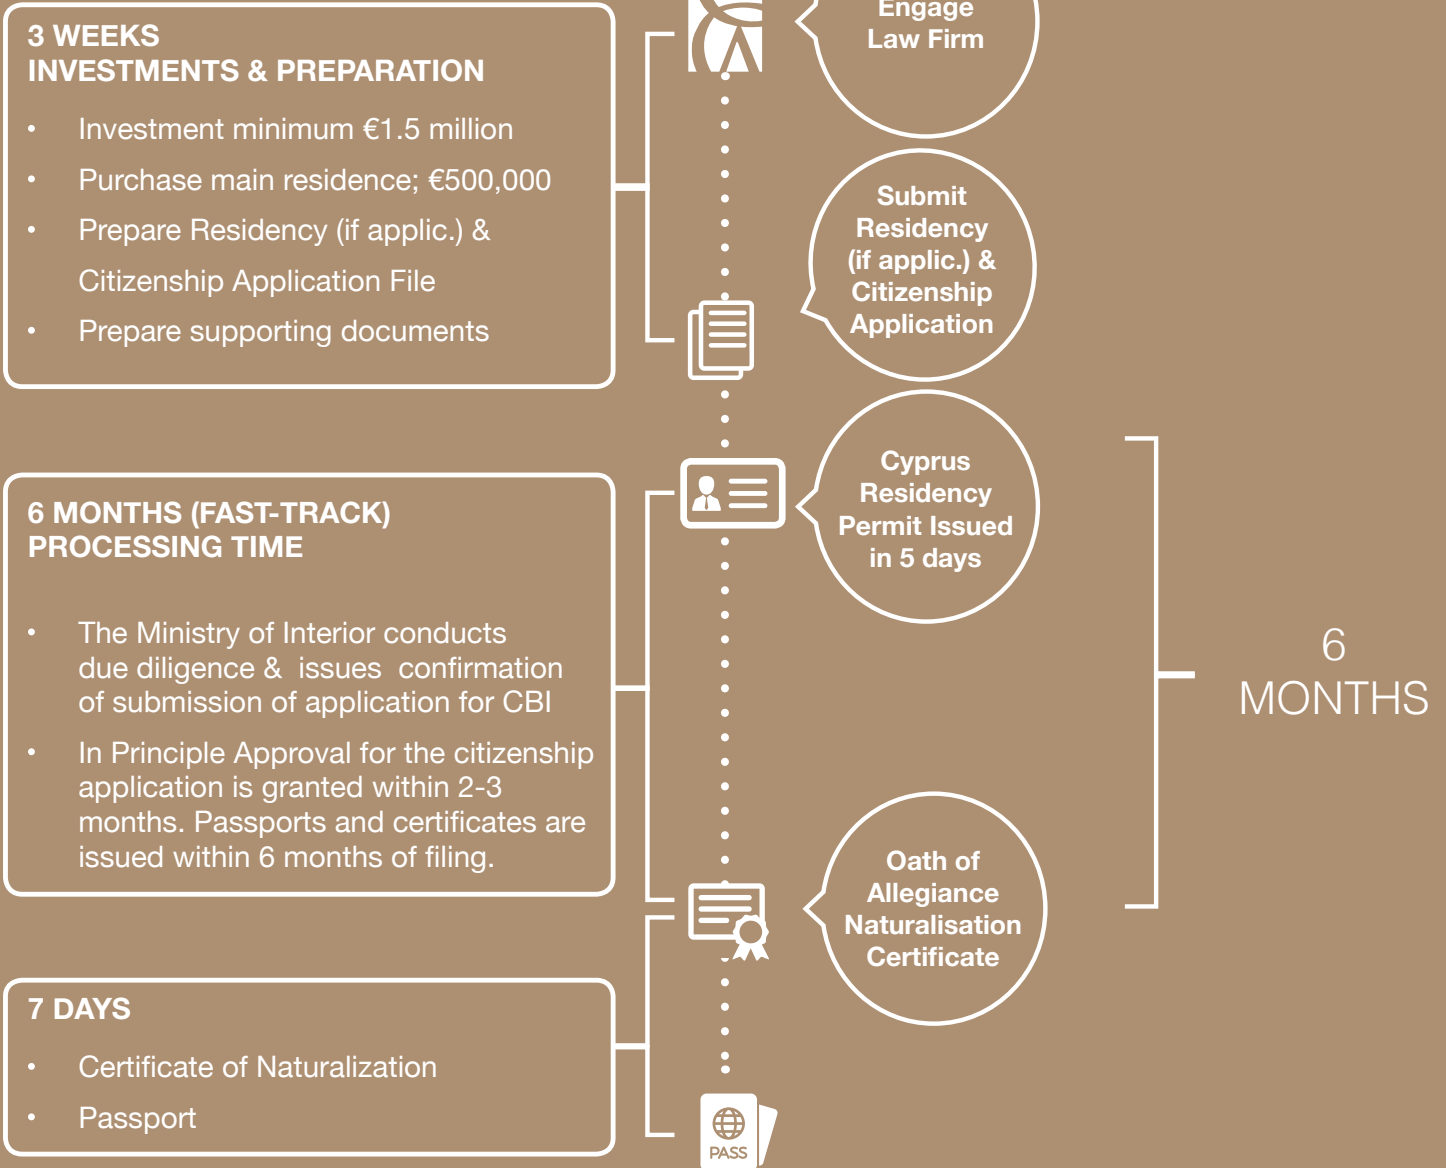 Engage
Law Firm
3 WEEKS
INVESTMENTS & PREPARATION
• Investment minimum €1.5 million
• Purchase main residence; €500,000
• Prepare Residency (if applic.) &
Citizenship Application File
• Prepare supporting documents
Submit
Residency
(if applic.) &
Citizenship
Application
Cyprus
Residency
Permit Issued
in 5 days
6 MONTHS (FAST-TRACK)
PROCESSING TIME
• The Ministry of Interior conducts
due diligence & issues confirmation
of submission of application for CBI
• In Principle Approval for the citizenship
application is granted within 2-3
months. Passports and certificates are
issued within 6 months of filing.
6
MONTHS
Oath of
Allegiance
Naturalisation
Certificate
7 DAYS
• Certificate of Naturalization
• Passport
PASS